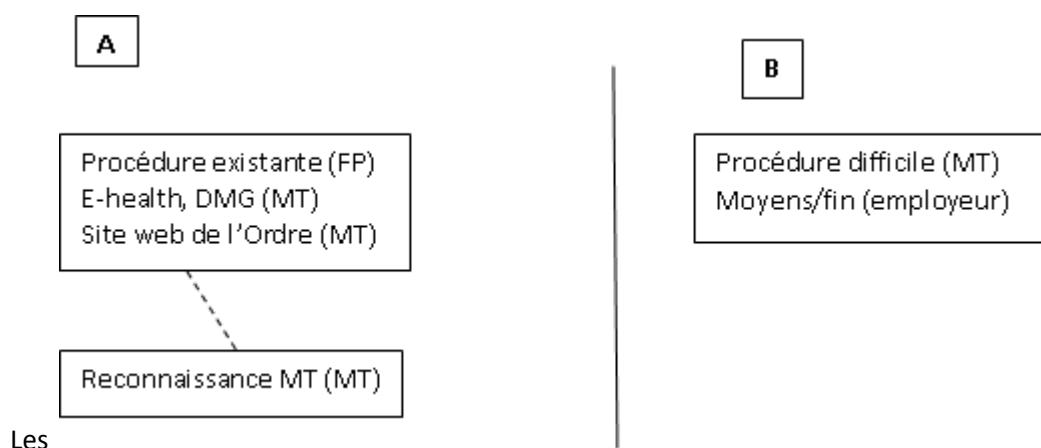 A
Procédure existante (FP)
E-health, DMG (MT)
Site web de l'Ordre (MT)
Reconnaissance MT (MT)
B
Procédure difficile (MT)
Moyens/fin (employeur)
Les